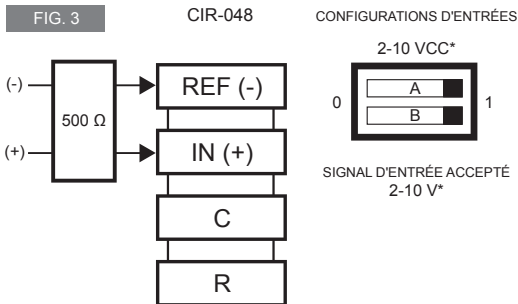 FIG. 3
CIR-048
CONFIGURATIONS D'ENTRÉES
2-10 VCC*
(-)
(+)
500 Ω
REF (-)
IN (+)
C
R
0
A
B
1
SIGNAL D'ENTRÉE ACCEPTÉ
2-10 V*